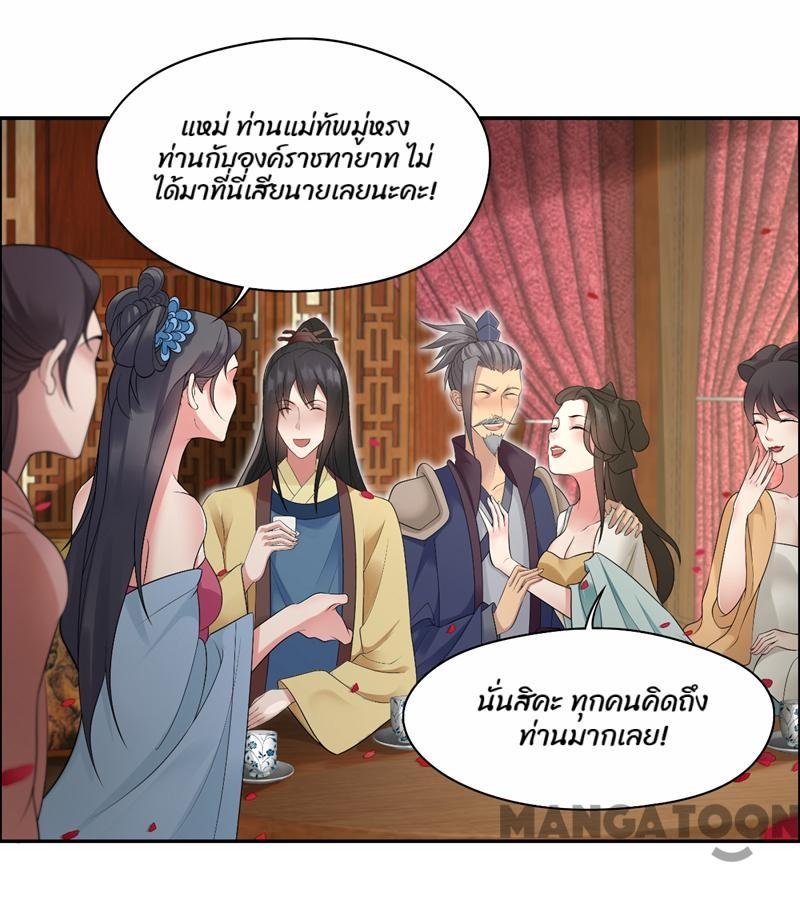 แหม่ ท่านแม่ทัพมู่หรง
ท่านกับองค์ราชทายาท ไม่
ได้มาที่นี่เสียนายเลยนะคะ!
นั่นสิคะ ทุกคนคิดถึง
ท่านมากเลย!
MANGATOON